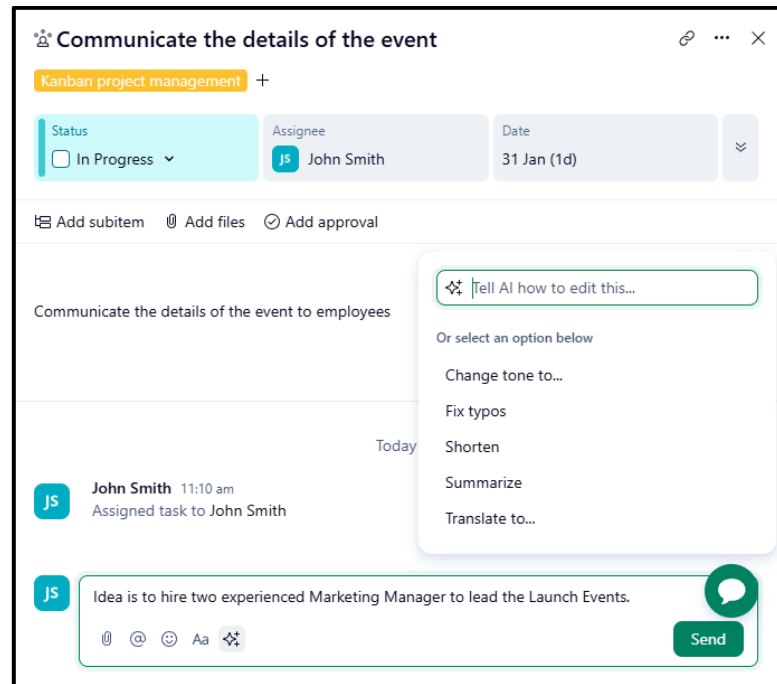 Communicate the details of the event
Kanban project management +
Status
In Progress
Assignee
JS John Smith
Date
31 Jan (1d)
Add subitem Add files Add approval
Tell AI how to edit this...
Or select an option below
Communicate the details of the event to employees
Change tone to...
Fix typos
Shorten
Summarize
Translate to...
Today
JS
John Smith 11:10 am
Assigned task to John Smith
JS
Idea is to hire two experienced Marketing Manager to lead the Launch Events.
@ Aa
Send